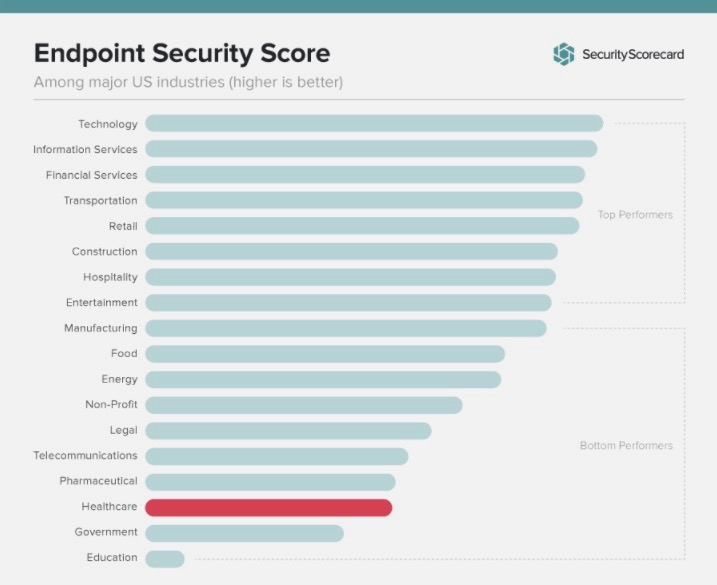 Endpoint Security Score
SecurityScorecard
Among major US industries (higher is better)
Technology
Information Services
Financial Services
Transportation
Top Performers
Retail
Construction
Hospitality
Entertainment
Manufacturing
Food
Energy
Non-Profit
Legal
Bottom Performers
Telecommunications
Pharmaceutical
Healthcare
Government
Education